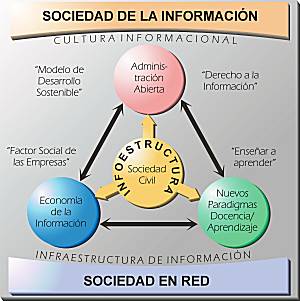 SOCIEDAD DE LA INFORMACIÓN
CULTURA INFORMACIONAL
"Modelo de
Desarrollo
Sostenible"
Adminis-
tración
Abierta
"Derecho a la
Información"
"Factor Social de
las Empresas"
INFOESTRUCTURA
Sociedad
Civil
"Enseñar a
aprender"
Economía
de la
Información
Nuevos
Paradigmas
Docencia/
Aprendizaje
INFRAESTRUCTURA DE INFORMACIÓN
SOCIEDAD EN RED